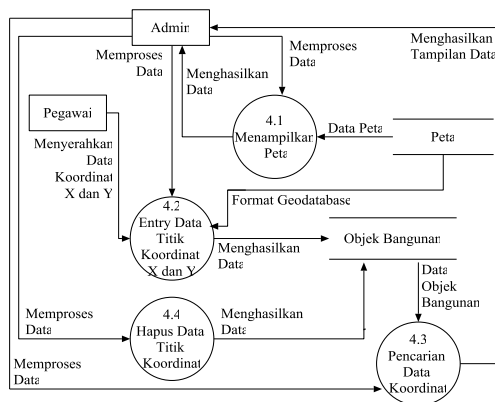 Admin
Memproses
Data
Menghasilkan
Data
Memproses
Data
Menghasilkan
Tampilan Data
Pegawai
4.1
Menampilkan
Peta
Data Peta
Peta
Menyerahkan
Data
Koordinat
X dan Y
4.2
Entry Data
Titik
Koordinat
X dan Y
Format Geodatabase
Menghasilkan
Data
Objek Bangunan
Data
Objek
Bangunan
Memproses
Data
4.4
Hapus Data
Titik
Koordinat
Menghasilkan
Data
4.3
Pencarian
Data
Koordinat
Memproses
Data